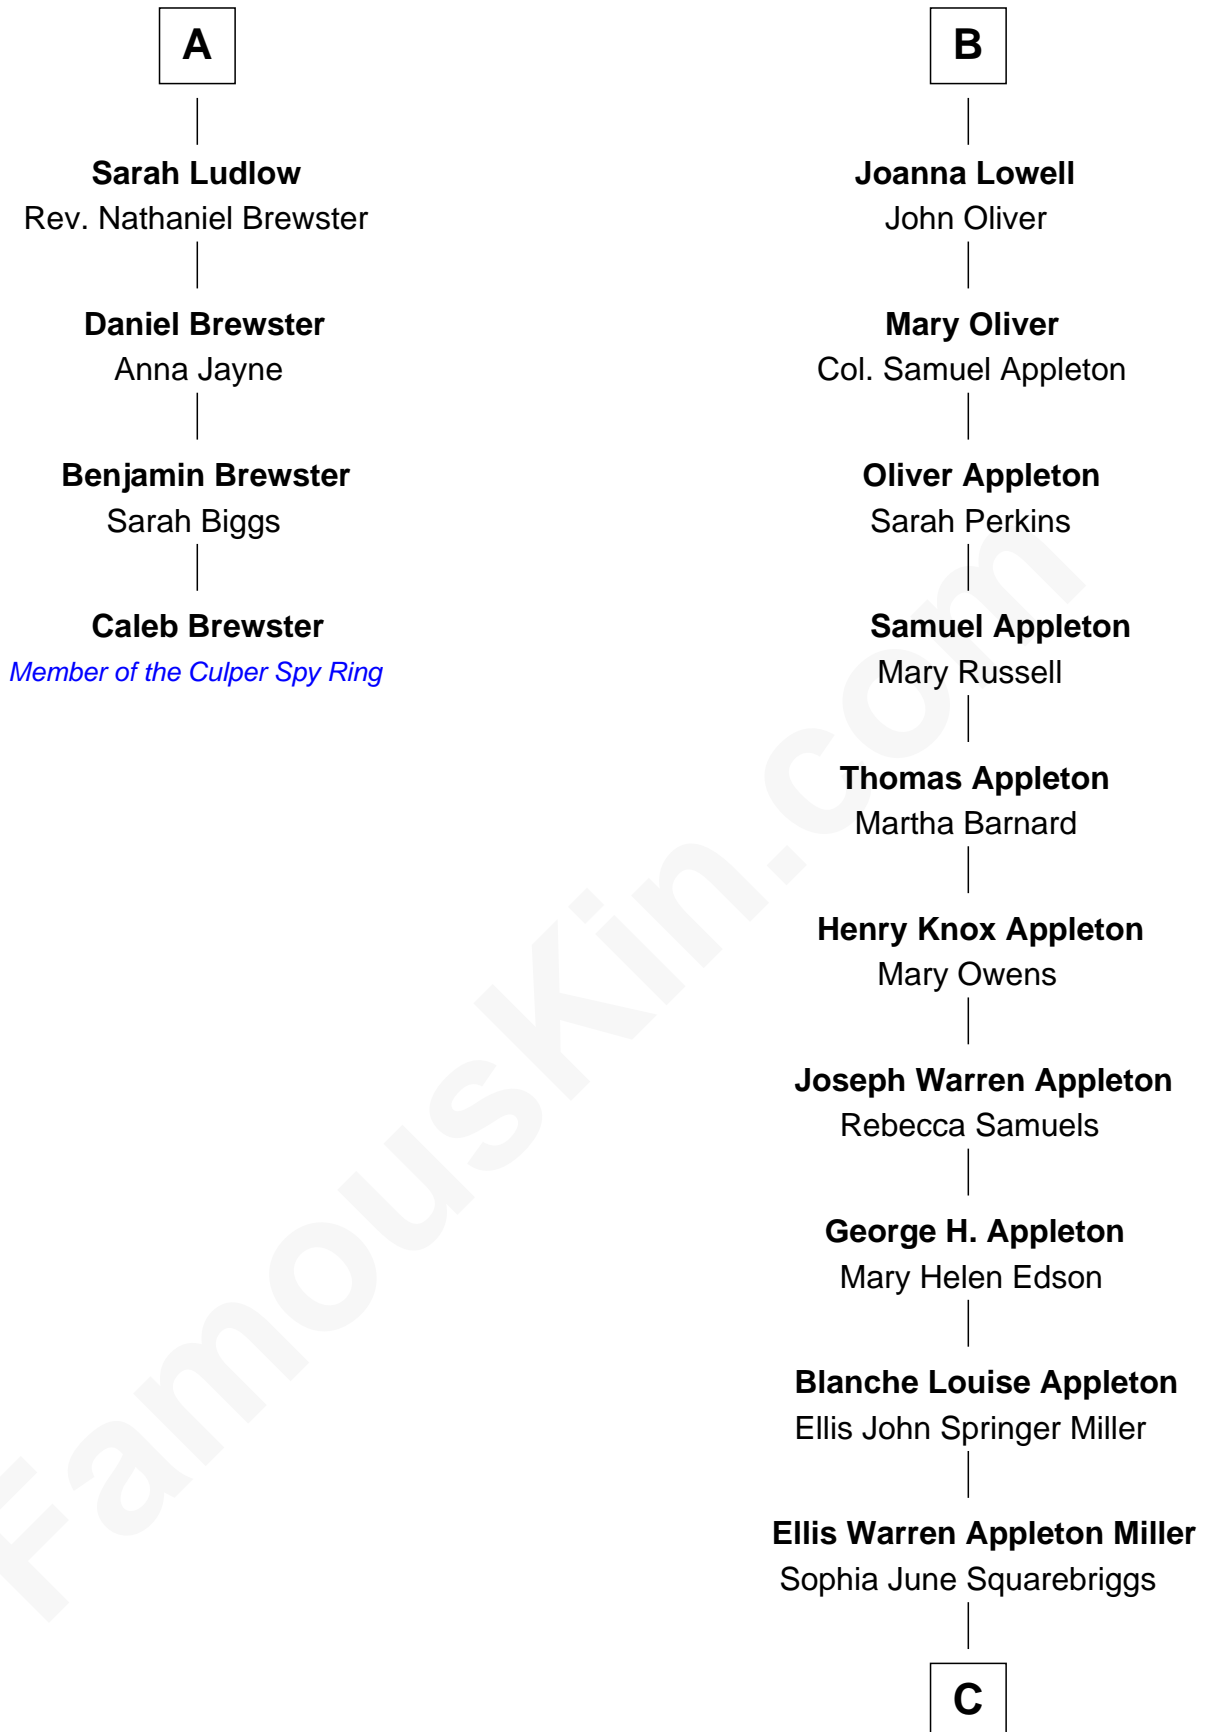 A
Sarah Ludlow
Rev. Nathaniel Brewster
Daniel Brewster
Anna Jayne
Benjamin Brewster
Sarah Biggs
Caleb Brewster
Member of the Culper Spy Ring
B
Joanna Lowell
John Oliver
Mary Oliver
Col. Samuel Appleton
Oliver Appleton
Sarah Perkins
Samuel Appleton
Mary Russell
Thomas Appleton
Martha Barnard
Henry Knox Appleton
Mary Owens
Joseph Warren Appleton
Rebecca Samuels
George H. Appleton
Mary Helen Edson
Blanche Louise Appleton
Ellis John Springer Miller
Ellis Warren Appleton Miller
Sophia June Squarebriggs
C
FamousKin.com